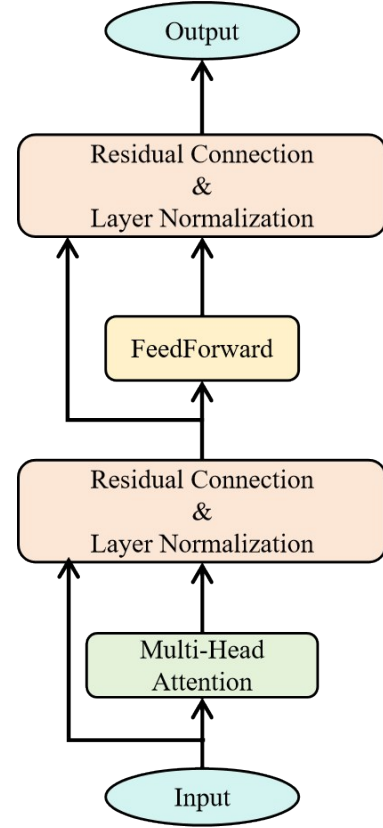 Output
Residual Connection
&
Layer Normalization
FeedForward
Residual Connection
&
Layer Normalization
Multi-Head
Attention
Input